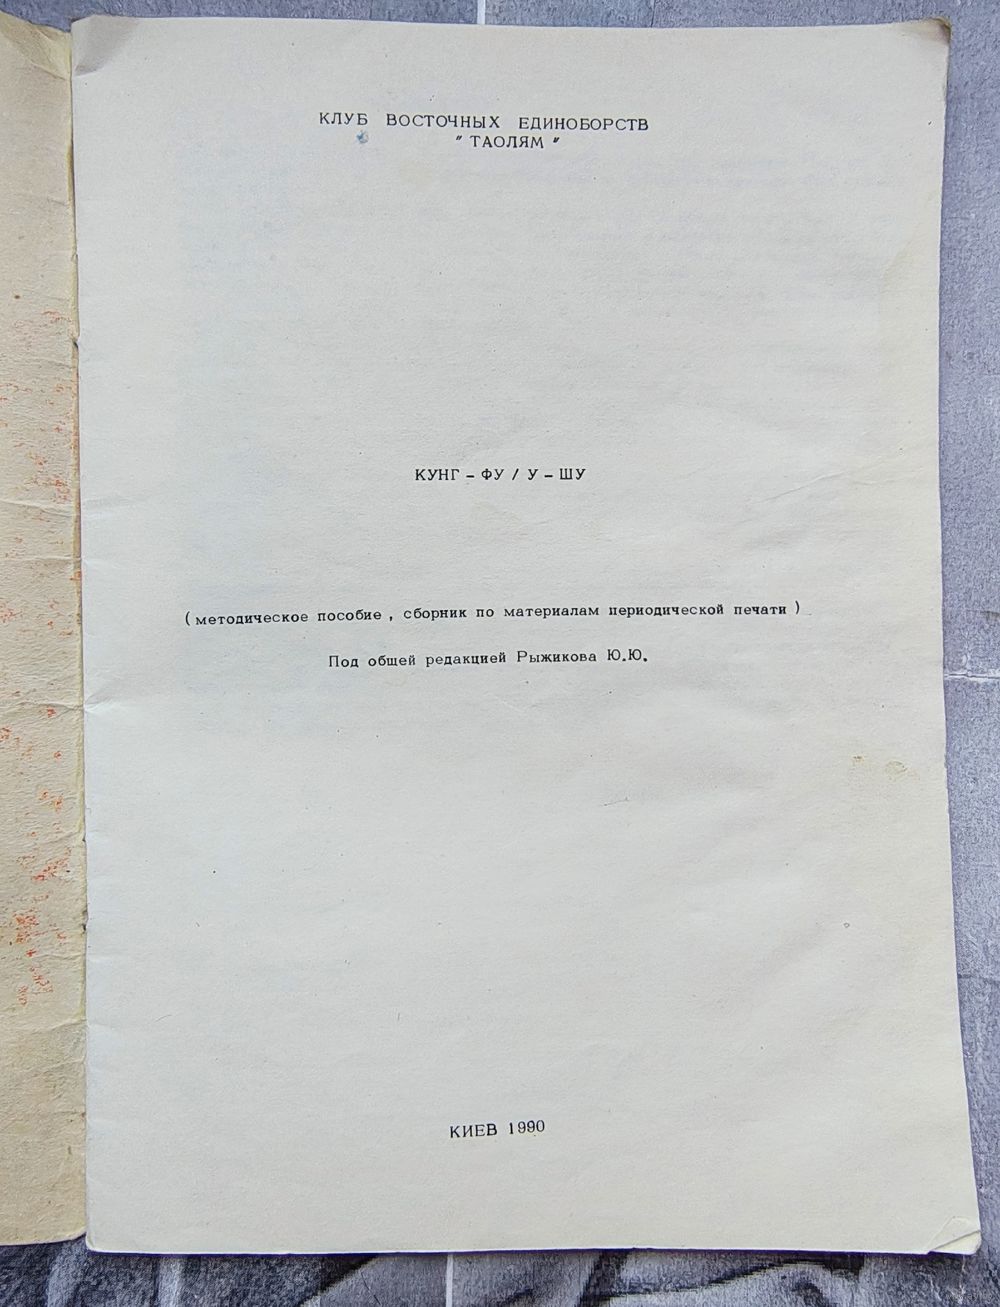 КЛУБ ВОСТОЧНЫХ ЕДИНОБОРСТВ
" ТАОЛЯМ "
КУНГ - ФУ / У - ШУ
( методическое пособие , сборник по материалам периодической печати )
Под общей редакцией Рыжикова Ю.Ю.
КИЕВ 1990